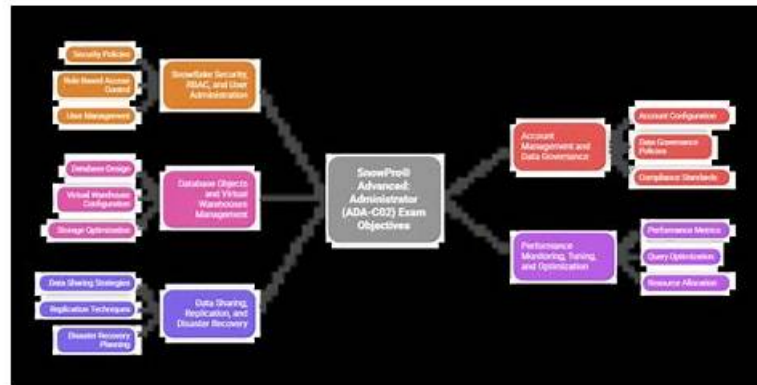 Security Policies
Role Based Access
Control
User Management
Snowflake Security,
RBAC, and User
Administration
Database Design
Virtual Warehouse
Configuration
Storage Optimization
Database Objects
and Virtual
Warehouses
Management
Data Sharing Strategies
Replication Techniques
Disaster Recovery
Planning
Data Sharing,
Replication, and
Disaster Recovery
SnowPro®
Advanced:
Administrator
(ADA-C02) Exam
Objectives
Account
Management and
Data Governance
Account Configuration
Data Governance
Policies
Compliance Standards
Performance
Monitoring, Tuning,
and Optimization
Performance Metrics
Query Optimization
Resource Allocation